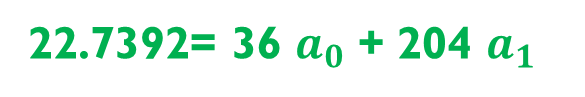 22.7392= 36 𝑎₀ + 204 𝑎₁